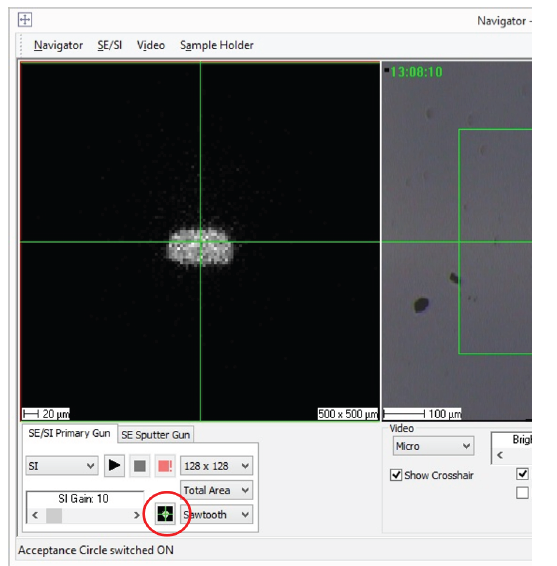 Navigator -
Navigator SE/SI Video Sample Holder
13:08:10
20 µm
500 x 500 µm
100 µm
SE/SI Primary Gun SE Sputter Gun
Video
SI
128 x 128
Micro
Brigh
Total Area
Show Crosshair
SI Gain: 10
Sawtooth
Acceptance Circle switched ON